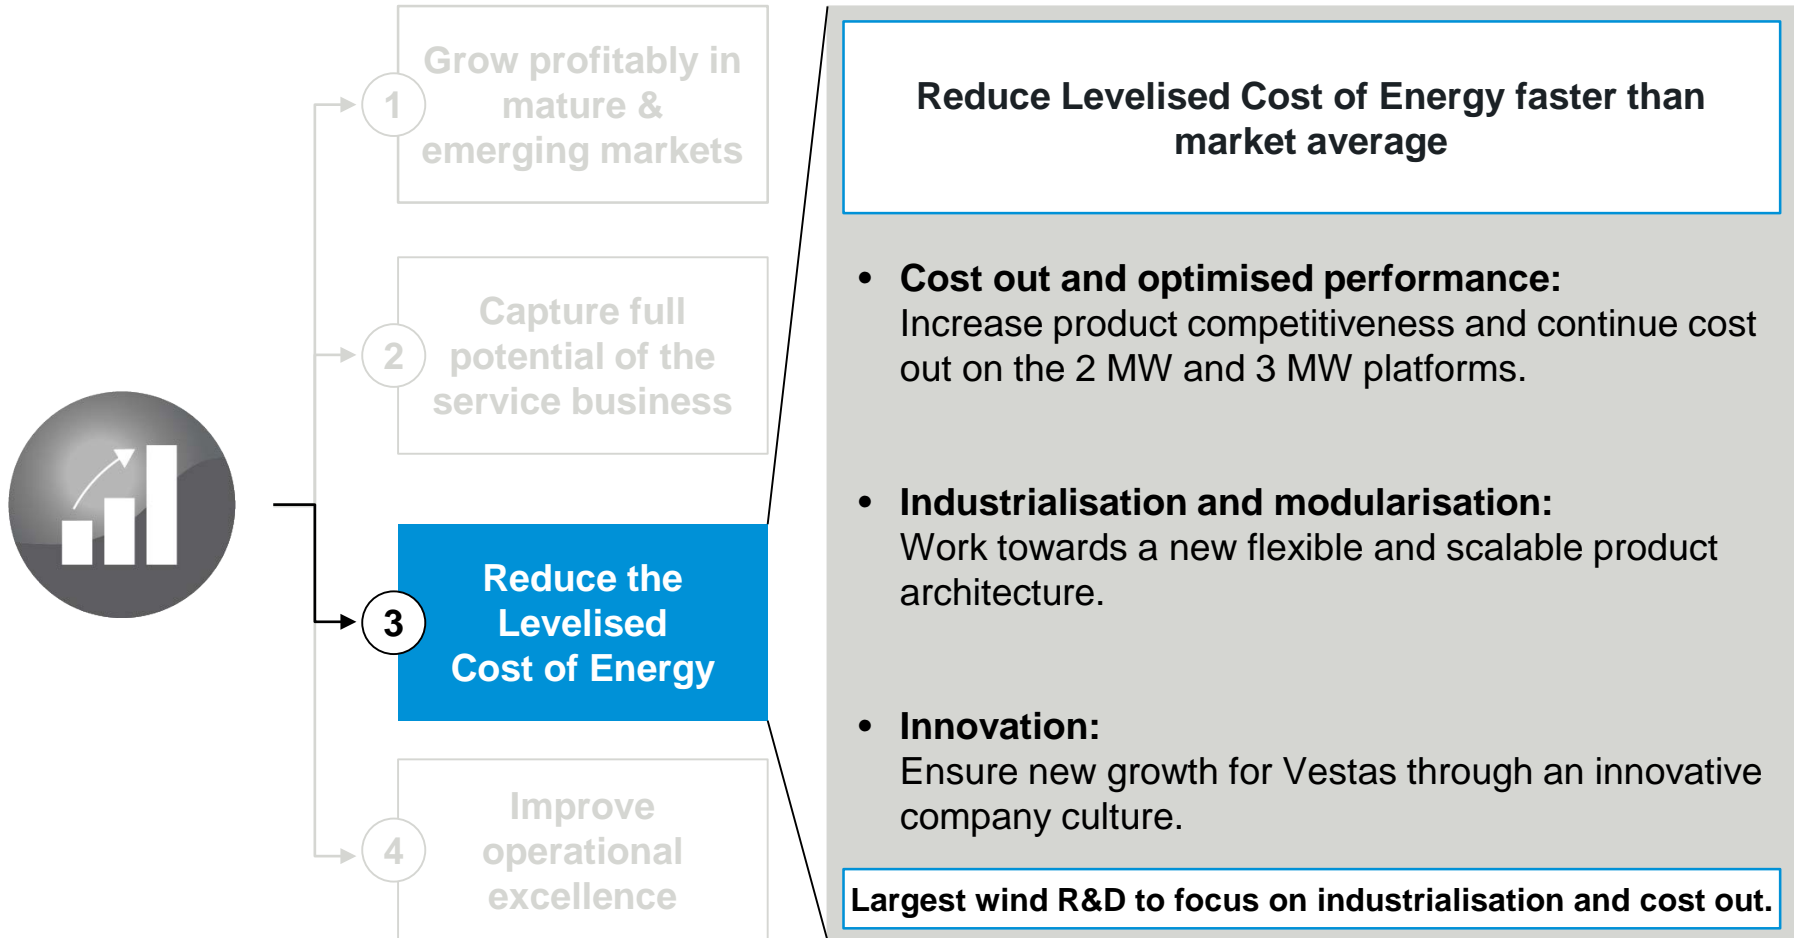 1
Grow profitably in
mature &
emerging markets
2
Capture full
potential of the
service business
3
Reduce the
Levelised
Cost of Energy
4
Improve
operational
excellence
Reduce Levelised Cost of Energy faster than
market average
• Cost out and optimised performance:
Increase product competitiveness and continue cost
out on the 2 MW and 3 MW platforms.
• Industrialisation and modularisation:
Work towards a new flexible and scalable product
architecture.
• Innovation:
Ensure new growth for Vestas through an innovative
company culture.
Largest wind R&D to focus on industrialisation and cost out.